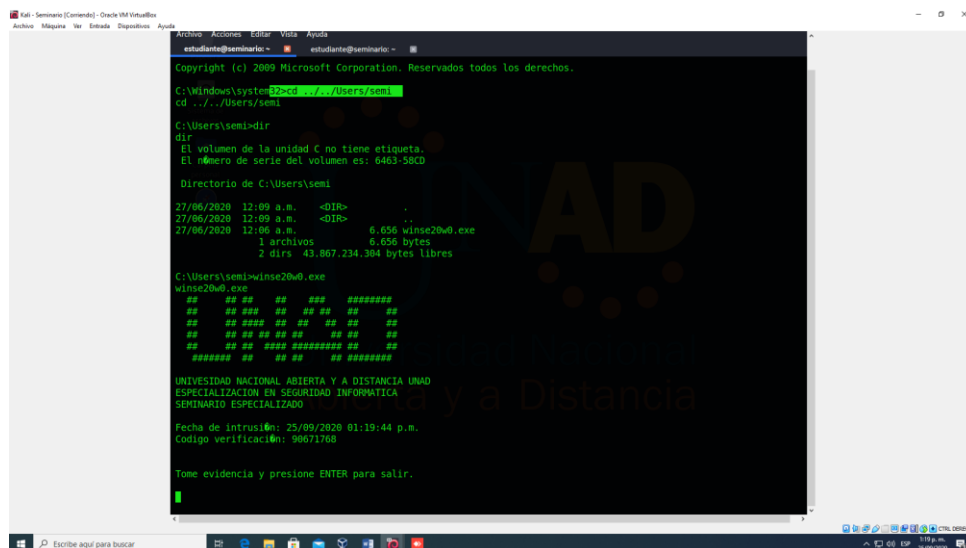 Kali - Seminario [Corriendo] - Oracle VM VirtualBox
Archivo Máquina Ver Entrada Dispositivos Ayuda
Archivo Acciones Editar Vista Ayuda
estudiante@seminario: ~ estudiante@seminario: ~
Copyright (c) 2009 Microsoft Corporation. Reservados todos los derechos.
C:\Windows\system32>cd ../../Users/semi
cd ../../Users/semi
C:\Users\semi>dir
dir
El volumen de la unidad C no tiene etiqueta.
El n�mero de serie del volumen es: 6463-58CD
Directorio de C:\Users\semi
27/06/2020 12:09 a.m. <DIR> .
27/06/2020 12:09 a.m. <DIR> ..
27/06/2020 12:06 a.m. 6.656 winse20w0.exe
1 archivos 6.656 bytes
2 dirs 43.867.234.304 bytes libres
C:\Users\semi>winse20w0.exe
winse20w0.exe
UNAD
UNIVESIDAD NACIONAL ABIERTA Y A DISTANCIA UNAD
ESPECIALIZACION EN SEGURIDAD INFORMATICA
SEMINARIO ESPECIALIZADO
Fecha de intrusi�n: 25/09/2020 01:19:44 p.m.
Codigo verificaci�n: 90671768
Tome evidencia y presione ENTER para salir.
CTRL DERE
Escribe aquí para buscar
ESP
1:19 p. m.